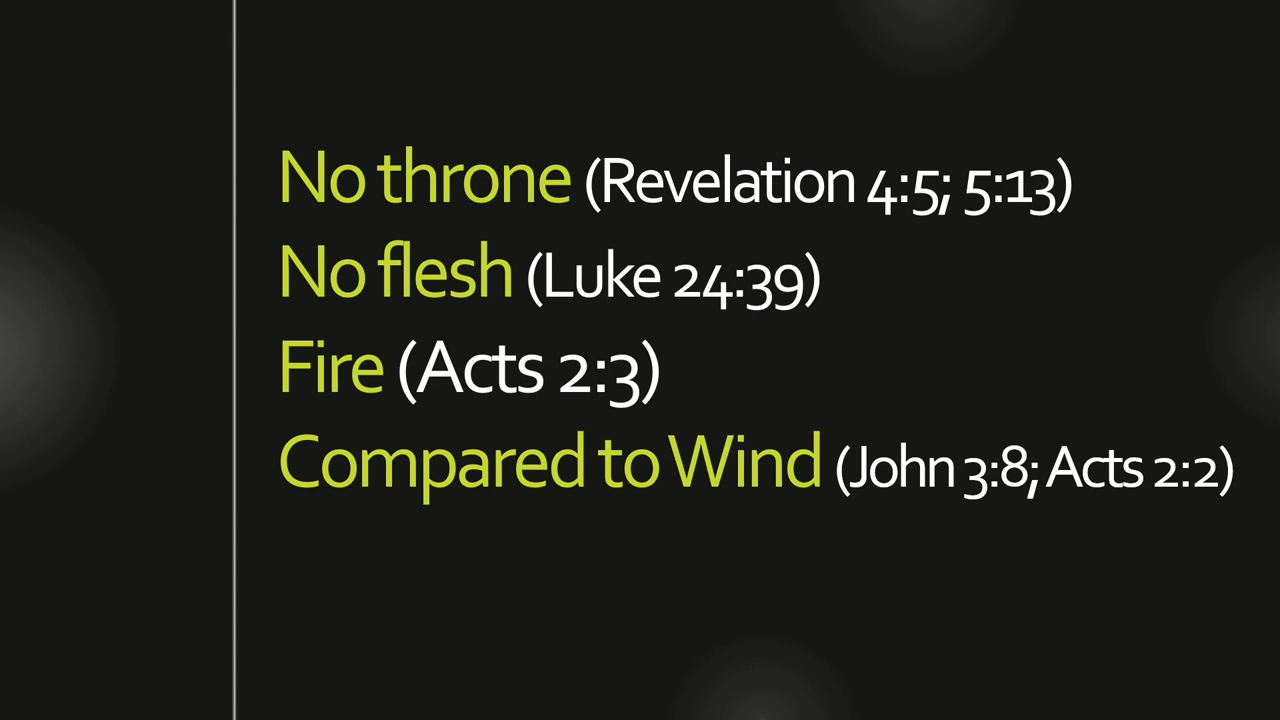 No throne (Revelation 4:5; 5:13)
No flesh (Luke 24:39)
Fire (Acts 2:3)
Compared to Wind (John 3:8; Acts 2:2)